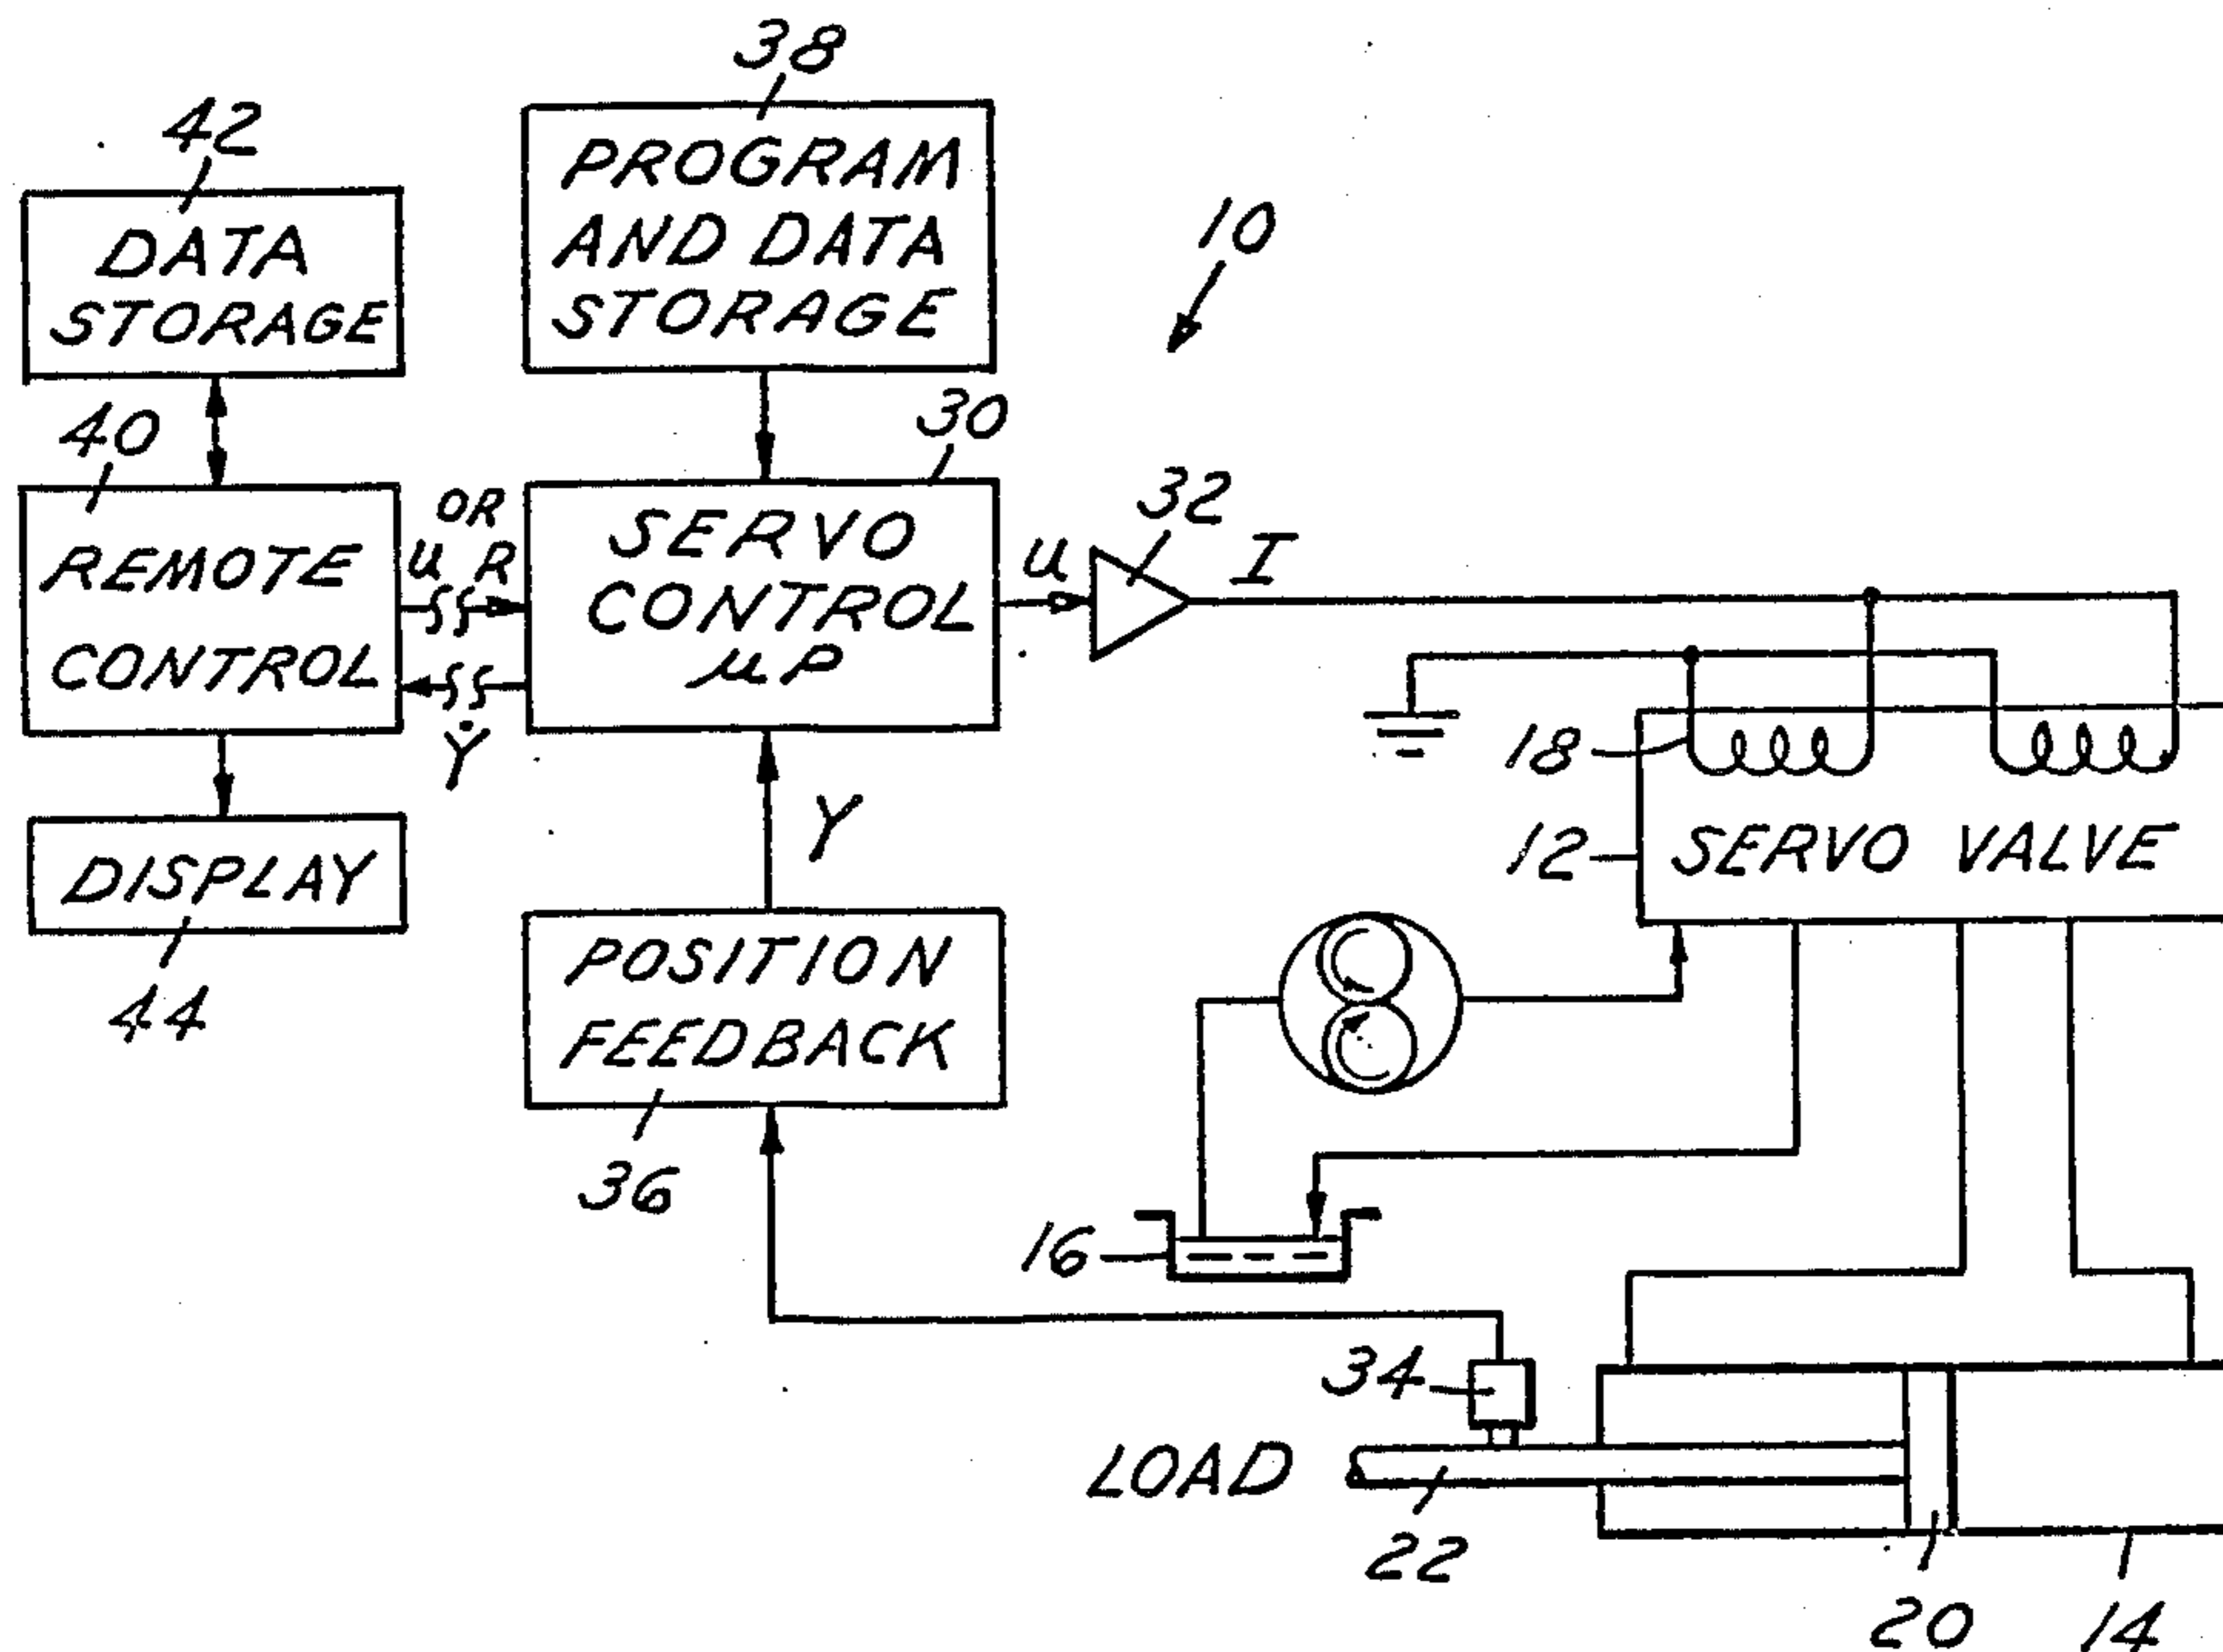 38
42
PROGRAM
AND DATA
STORAGE
10
DATA
STORAGE
40
30
32
OR
U R
REMOTE
CONTROL
SERVO
CONTROL
μP
U
I
Ẏ
18
12
SERVO VALVE
Y
DISPLAY
44
POSITION
FEEDBACK
36
16
34
LOAD
22
20
14